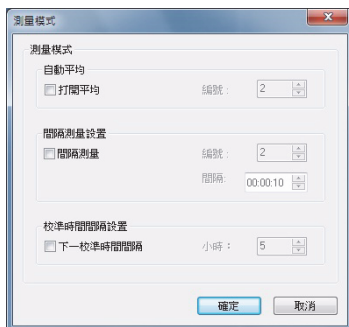 測量模式
測量模式
自動平均
打開平均 編號: 2
間隔測量設置
間隔測量 編號: 2
間隔: 00:00:10
校準時間間隔設置
下一校準時間間隔 小時: 5
確定 取消